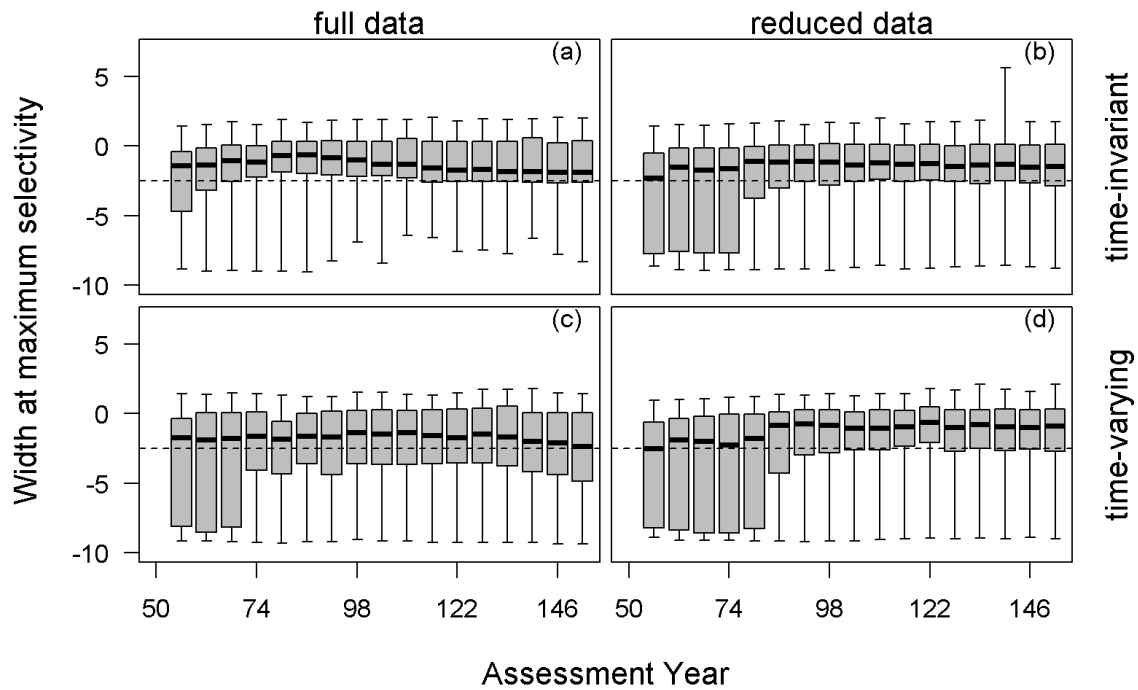 full data
reduced data
(a)
(b)
5
0
-5
-10
time-invariant
Width at maximum selectivity
(c)
(d)
5
0
-5
-10
time-varying
50
74
98
122
146
50
74
98
122
146
Assessment Year